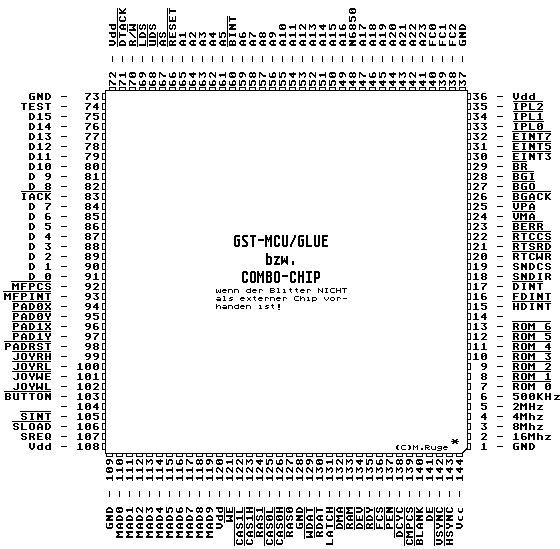 Vdd - 72
DTACK - 71
R/W - 70
LDS - 69
UDS - 68
AS - 67
RESET - 66
A1 - 65
A2 - 64
A3 - 63
A4 - 62
A5 - 61
BINT - 60
A6 - 59
A7 - 58
A8 - 57
A9 - 56
A10 - 55
A11 - 54
A12 - 53
A13 - 52
A14 - 51
A15 - 50
A16 - 49
N6850 - 48
A17 - 47
A18 - 46
A19 - 45
A20 - 44
A21 - 43
A22 - 42
A23 - 41
FC0 - 40
FC1 - 39
FC2 - 38
GND - 37
GND - 73
TEST - 74
D15 - 75
D14 - 76
D13 - 77
D12 - 78
D11 - 79
D10 - 80
D 9 - 81
D 8 - 82
IACK - 83
D 7 - 84
D 6 - 85
D 5 - 86
D 4 - 87
D 3 - 88
D 2 - 89
D 1 - 90
D 0 - 91
MFPCS - 92
MFPINT - 93
PAD0X - 94
PAD0Y - 95
PAD1X - 96
PAD1Y - 97
PADRST - 98
JOYRH - 99
JOYRL - 100
JOYWE - 101
JOYWL - 102
BUTTON - 103
- 104
SINT - 105
SLOAD - 106
SREQ - 107
Vdd - 108
GST-MCU/GLUE
bzw.
COMBO-CHIP
wenn der Blitter NICHT
als externer Chip vor-
handen ist!
(C)M.Ruge *
36 - Vdd
35 - IPL2
34 - IPL1
33 - IPL0
32 - EINT7
31 - EINT5
30 - EINT3
29 - BR
28 - BGI
27 - BGO
26 - BGACK
25 - VPA
24 - VMA
23 - BERR
22 - RTCCS
21 - RTSRD
20 - RTCWR
19 - SNDCS
18 - SNDIR
17 - DINT
16 - FDINT
15 - HDINT
14 -
13 - ROM 6
12 - ROM 5
11 - ROM 4
10 - ROM 3
9 - ROM 2
8 - ROM 1
7 - ROM 0
6 - 500KHz
5 - 2MHz
4 - 4Mhz
3 - 8Mhz
2 - 16Mhz
1 - GND
GND - 109
MAD0 - 110
MAD1 - 111
MAD2 - 112
MAD3 - 113
MAD4 - 114
MAD5 - 115
MAD6 - 116
MAD7 - 117
MAD8 - 118
MAD9 - 119
Vdd - 120
WE - 121
CAS1L - 122
CAS1H - 123
RAS1 - 124
CAS0L - 125
CAS0H - 126
RAS0 - 127
GND - 128
WDAT - 129
RDAT - 130
LATCH - 131
DMA - 132
RAM - 133
DEV - 134
RDY - 135
FCS - 136
- 137
DCYC - 138
CMPCS - 139
BLANK - 140
DE - 141
VSYNC - 142
HSYNC - 143
Vcc - 144